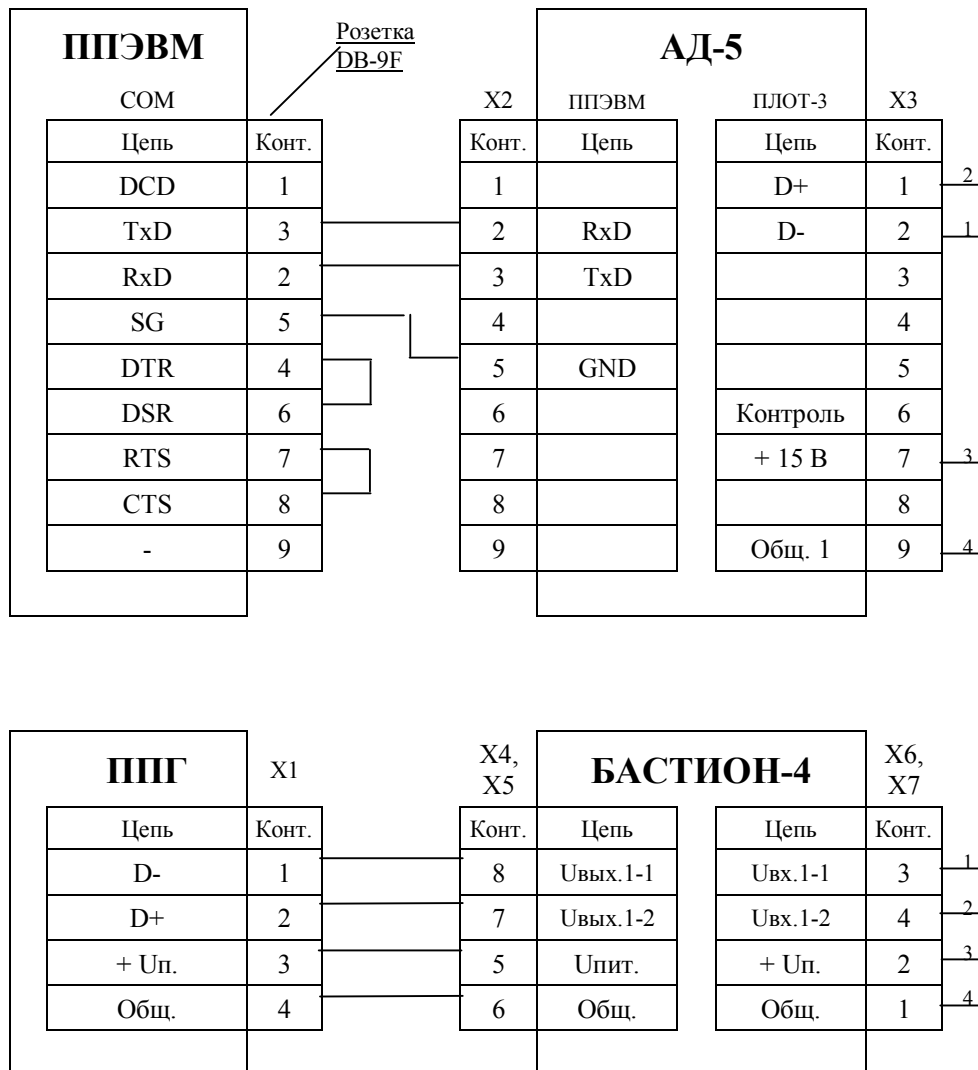 ППЭВМ
Розетка
DB-9F
АД-5
COM
X2 ППЭВМ ПЛОТ-3 X3
Цепь Конт. Конт. Цепь Цепь Конт.
DCD 1 1 D+ 1 2
TxD 3 2 RxD D- 2 1
RxD 2 3 TxD 3
SG 5 4 4
DTR 4 5 GND 5
DSR 6 6 Контроль 6
RTS 7 7 + 15 В 7 3
CTS 8 8 8
- 9 9 Общ. 1 9 4
ППГ X1 X4, БАСТИОН-4 X6,
X5 X7
Цепь Конт. Конт. Цепь Цепь Конт.
D- 1 8 Uвых.1-1 Uвх.1-1 3 1
D+ 2 7 Uвых.1-2 Uвх.1-2 4 2
+ Uп. 3 5 Uпит. + Uп. 2 3
Общ. 4 6 Общ. Общ. 1 4